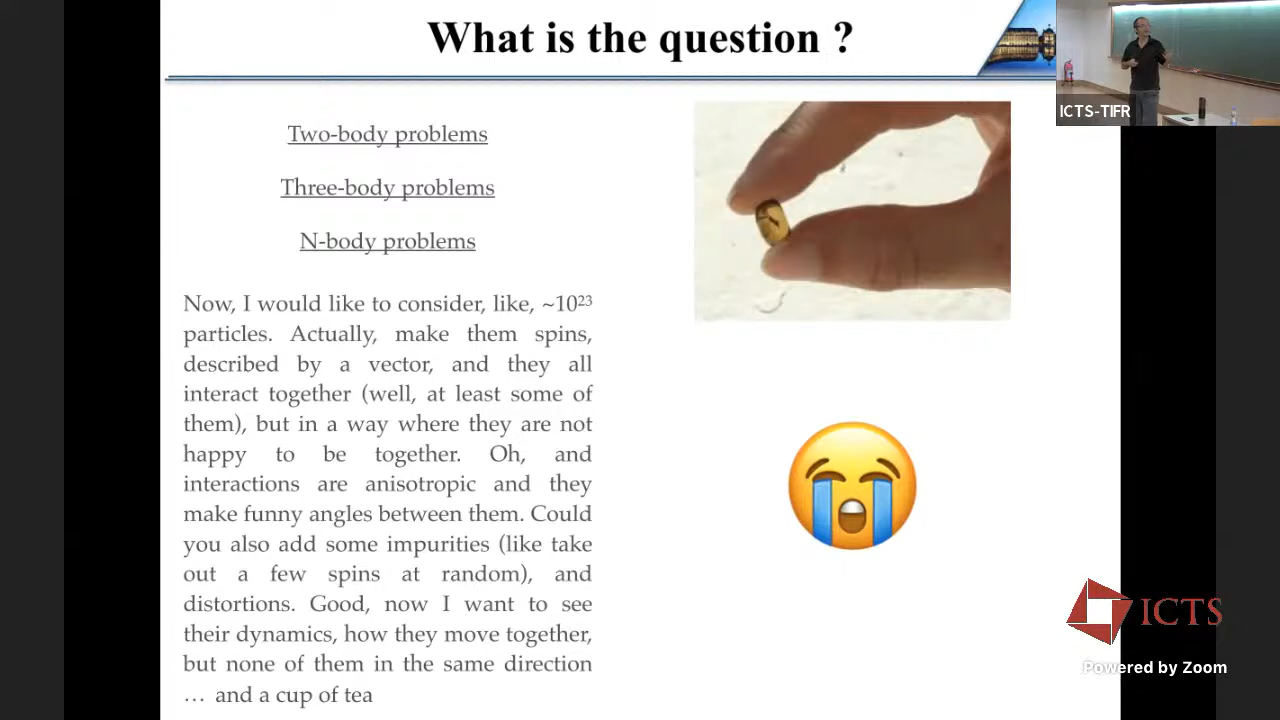 What is the question ?
ICTS-TIFR
Two-body problems
Three-body problems
N-body problems
Now, I would like to consider, like, ~10²³
particles. Actually, make them spins,
described by a vector, and they all
interact together (well, at least some of
them), but in a way where they are not
happy to be together. Oh, and
interactions are anisotropic and they
make funny angles between them. Could
you also add some impurities (like take
out a few spins at random), and
distortions. Good, now I want to see
their dynamics, how they move together,
but none of them in the same direction
… and a cup of tea
ICTS
Powered by Zoom